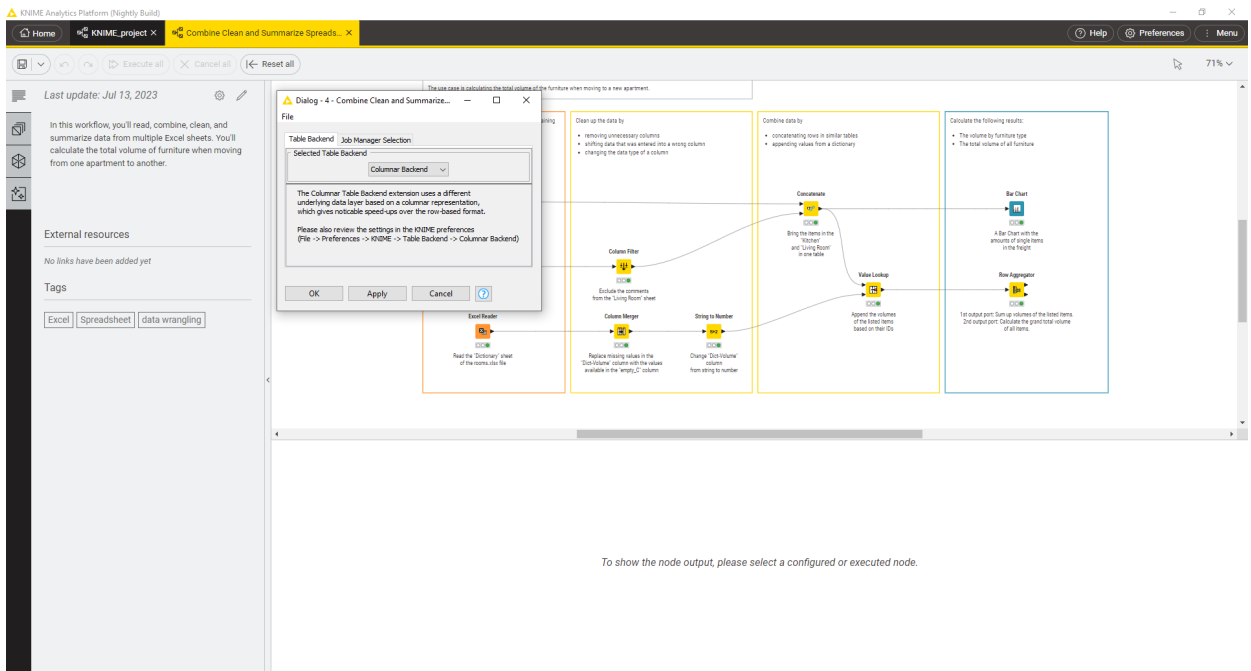 KNIME Analytics Platform (Nightly Build)
Home
KNIME_project
Combine Clean and Summarize Spreads...
Help
Preferences
Menu
Execute all
Cancel all
Reset all
71%
Last update: Jul 13, 2023
In this workflow, you'll read, combine, clean, and
summarize data from multiple Excel sheets. You'll
calculate the total volume of furniture when moving
from one apartment to another.
External resources
No links have been added yet
Tags
Excel
Spreadsheet
data wrangling
The use case is calculating the total volume of the furniture when moving to a new apartment.
Dialog - 4 - Combine Clean and Summarize...
File
Table Backend
Job Manager Selection
Selected Table Backend
Columnar Backend
The Columnar Table Backend extension uses a different
underlying data layer based on a columnar representation,
which gives noticable speed-ups over the row-based format.
Please also review the settings in the KNIME preferences
(File -> Preferences -> KNIME -> Table Backend -> Columnar Backend)
OK
Apply
Cancel
?
Excel Reader
Read the "Dictionary" sheet
of the rooms.xlsx file
Clean up the data by
• removing unnecessary columns
• shifting data that was entered into a wrong column
• changing the data type of a column
Column Filter
Exclude the comments
from the "Living Room" sheet
Column Merger
Replace missing values in the
"Dict-Volume" column with the values
available in the "empty_C" column
String to Number
Change "Dict-Volume"
column
from string to number
Combine data by
• concatenating rows in similar tables
• appending values from a dictionary
Concatenate
Bring the items in the
"Kitchen"
and "Living Room"
in one table
Value Lookup
Append the volumes
of the listed items
based on their IDs
Calculate the following results:
• The volume by furniture type
• The total volume of all furniture
Bar Chart
A Bar Chart with the
amounts of single items
in the freight
Row Aggregator
1st output port: Sum up volumes of the listed items.
2nd output port: Calculate the grand total volume
of all items.
To show the node output, please select a configured or executed node.